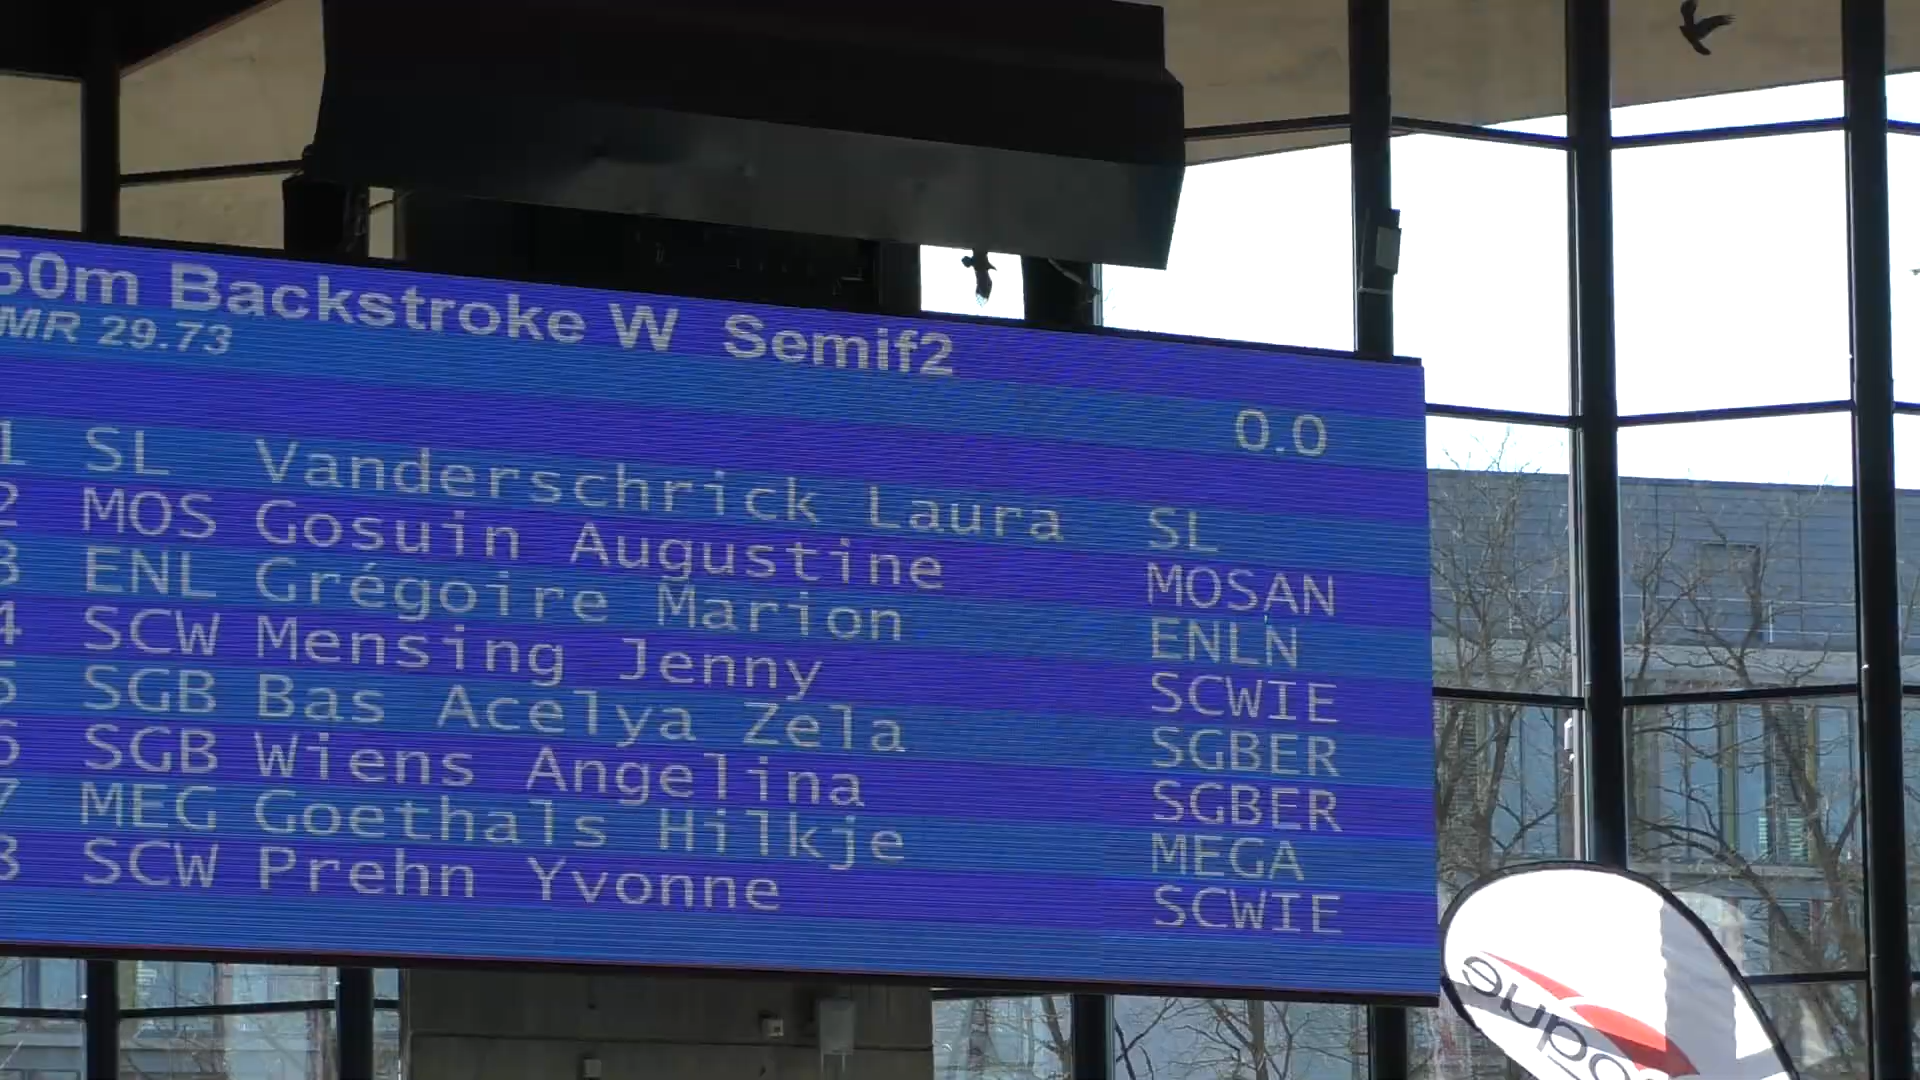 50m Backstroke W Semif2
MR 29.73
0.0
1 SL Vanderschrick Laura SL
2 MOS Gosuin Augustine MOSAN
3 ENL Grégoire Marion ENLN
4 SCW Mensing Jenny SCWIE
5 SGB Bas Acelya Zela SGBER
6 SGB Wiens Angelina SGBER
7 MEG Goethals Hilkje MEGA
8 SCW Prehn Yvonne SCWIE